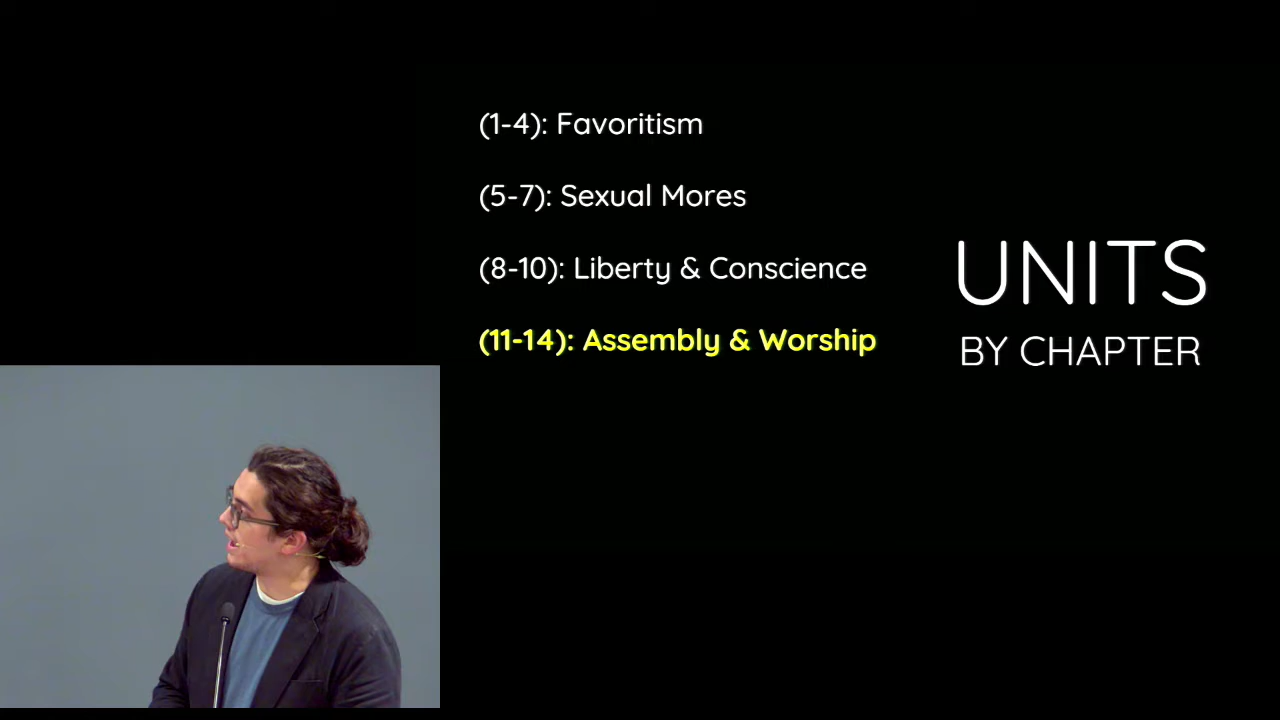 (1-4): Favoritism
(5-7): Sexual Mores
(8-10): Liberty & Conscience
(11-14): Assembly & Worship
UNITS
BY CHAPTER